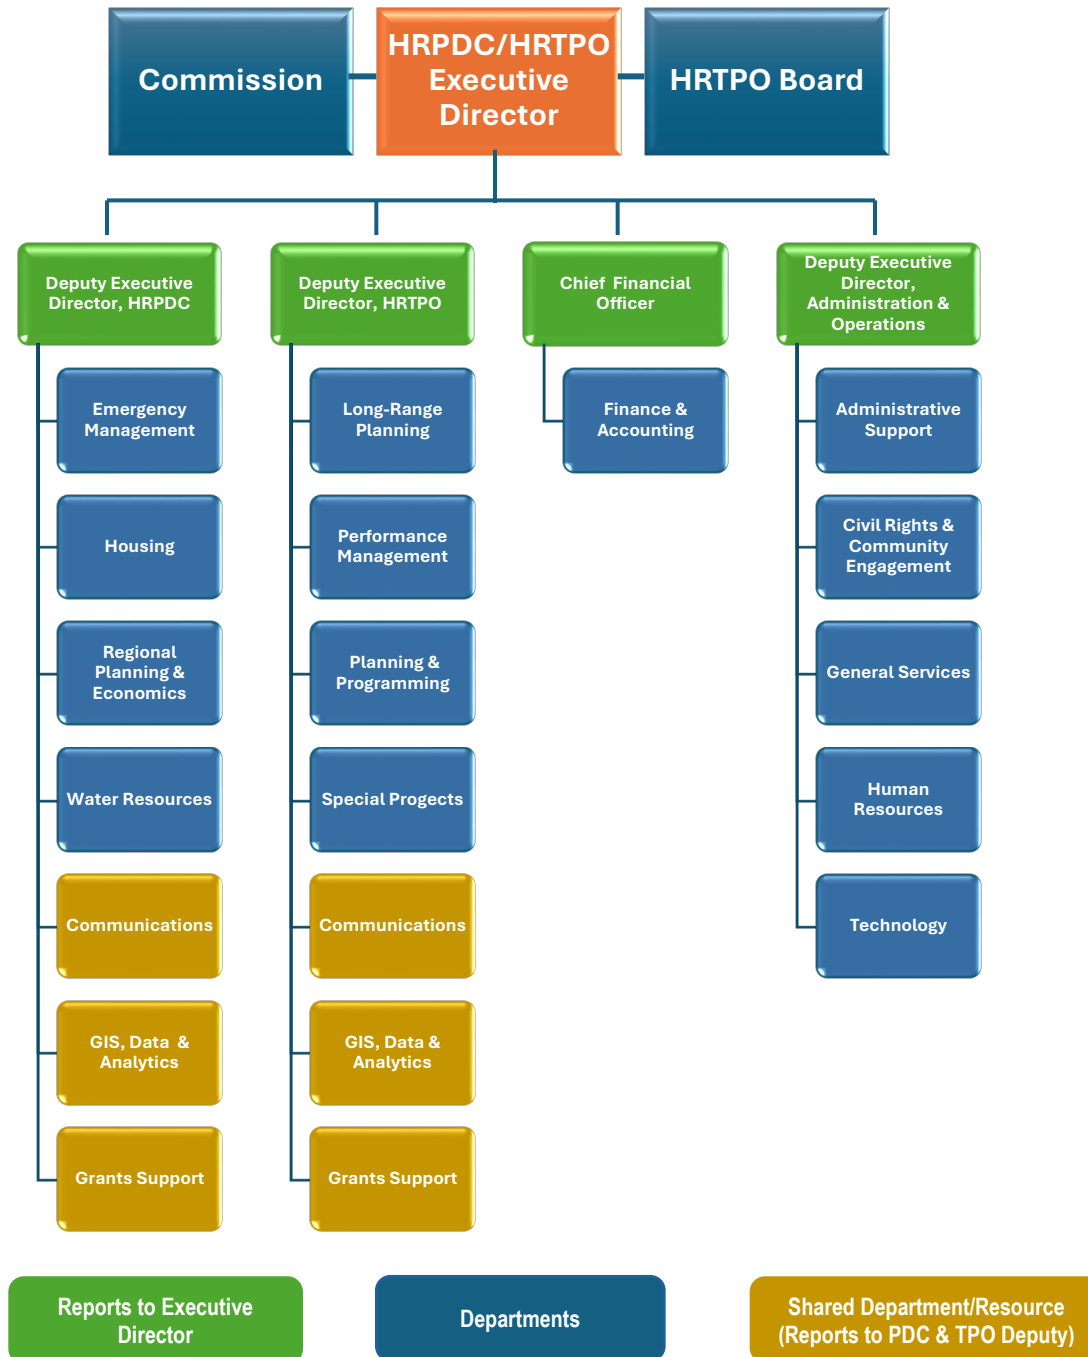 Commission
HRPDC/HRTPO
Executive
Director
HRTPO Board
Deputy Executive
Director, HRPDC
Emergency
Management
Housing
Regional
Planning &
Economics
Water Resources
Communications
GIS, Data &
Analytics
Grants Support
Deputy Executive
Director, HRTPO
Long-Range
Planning
Performance
Management
Planning &
Programming
Special Progects
Communications
GIS, Data &
Analytics
Grants Support
Chief Financial
Officer
Finance &
Accounting
Deputy Executive
Director,
Administration &
Operations
Administrative
Support
Civil Rights &
Community
Engagement
General Services
Human
Resources
Technology
Reports to Executive
Director
Departments
Shared Department/Resource
(Reports to PDC & TPO Deputy)